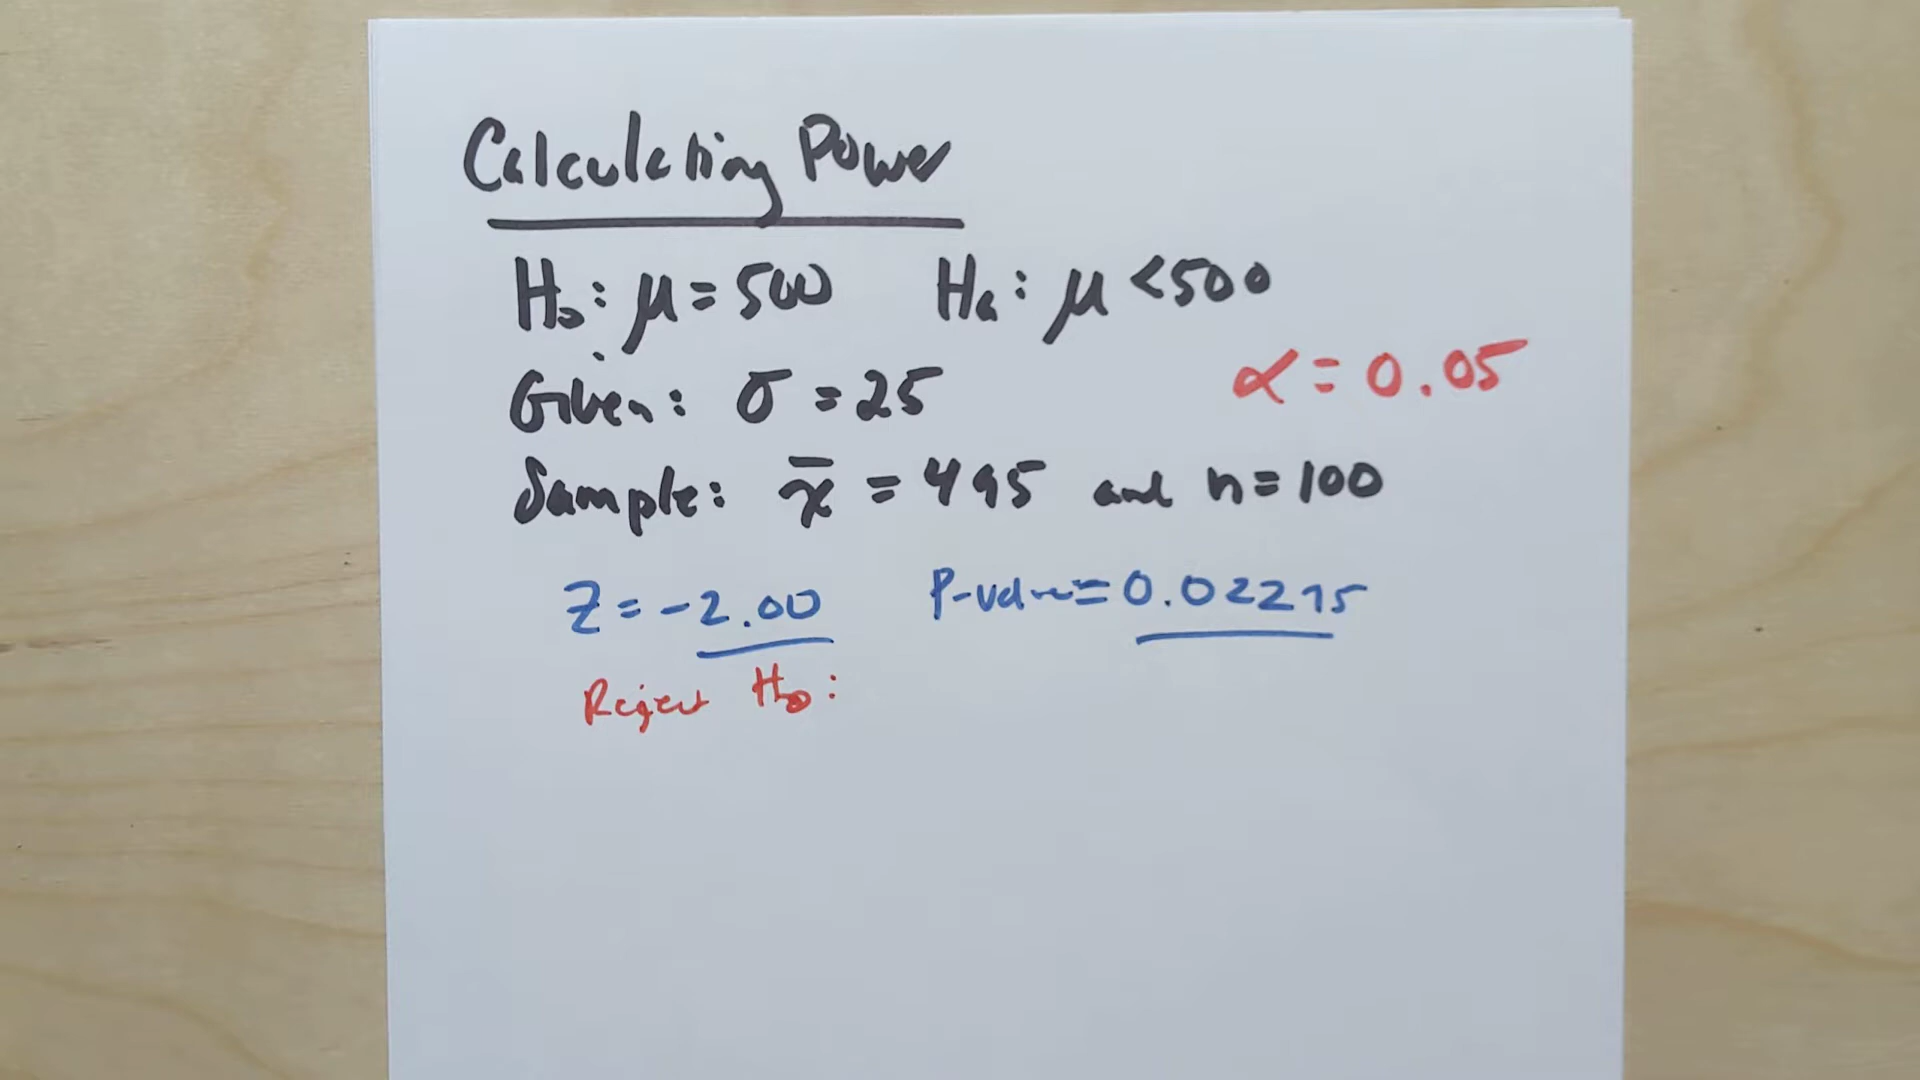 Calculating Power
H₀: μ = 500 Ha: μ < 500
Given: σ = 25 α = 0.05
Sample: x̄ = 495 and n = 100
Z = -2.00 P-value = 0.02275
Reject H₀: